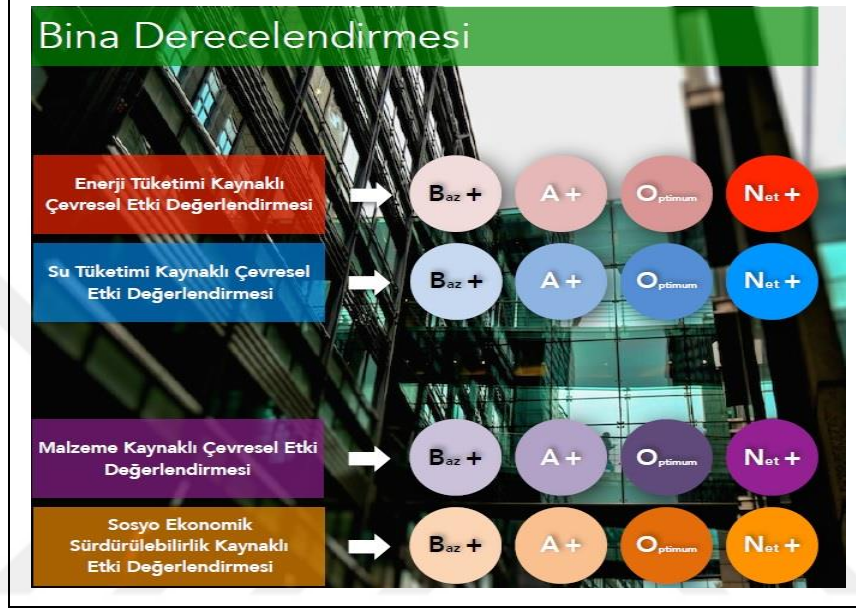 Bina Derecelendirmesi
Enerji Tüketimi Kaynaklı
Çevresel Etki Değerlendirmesi
Baz + A + Optimum Net +
Su Tüketimi Kaynaklı Çevresel
Etki Değerlendirmesi
Baz + A + Optimum Net +
Malzeme Kaynaklı Çevresel Etki
Değerlendirmesi
Baz + A + Optimum Net +
Sosyo Ekonomik
Sürdürülebilirlik Kaynaklı
Etki Değerlendirmesi
Baz + A + Optimum Net +